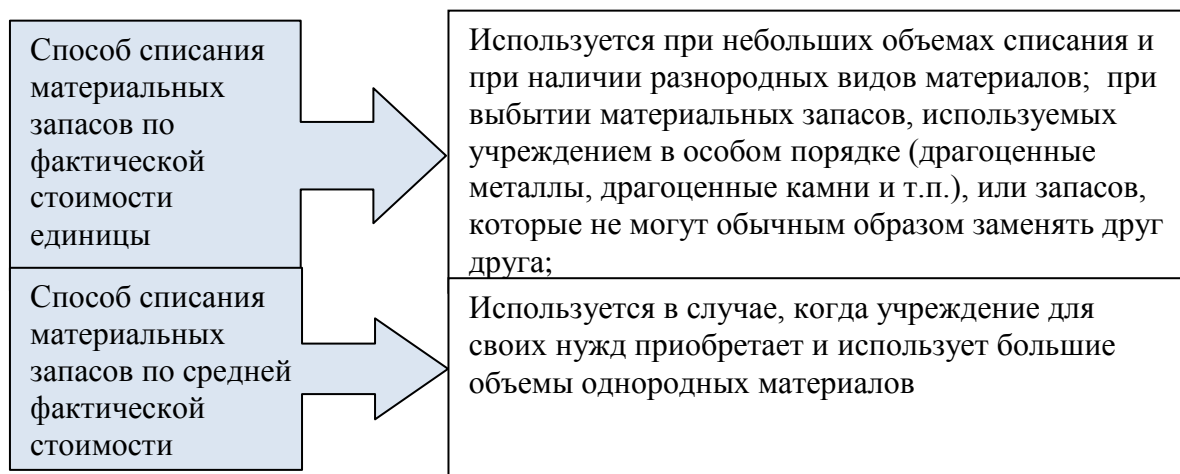 Способ списания
материальных
запасов по
фактической
стоимости
единицы
Используется при небольших объемах списания и
при наличии разнородных видов материалов;  при
выбытии материальных запасов, используемых
учреждением в особом порядке (драгоценные
металлы, драгоценные камни и т.п.), или запасов,
которые не могут обычным образом заменять друг
друга;
Способ списания
материальных
запасов по средней
фактической
стоимости
Используется в случае, когда учреждение для
своих нужд приобретает и использует большие
объемы однородных материалов